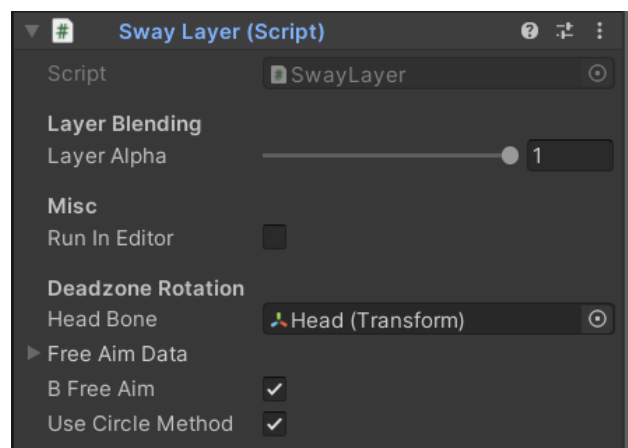 Sway Layer (Script)
Script SwayLayer
Layer Blending
Layer Alpha 1
Misc
Run In Editor
Deadzone Rotation
Head Bone Head (Transform)
Free Aim Data
B Free Aim
Use Circle Method